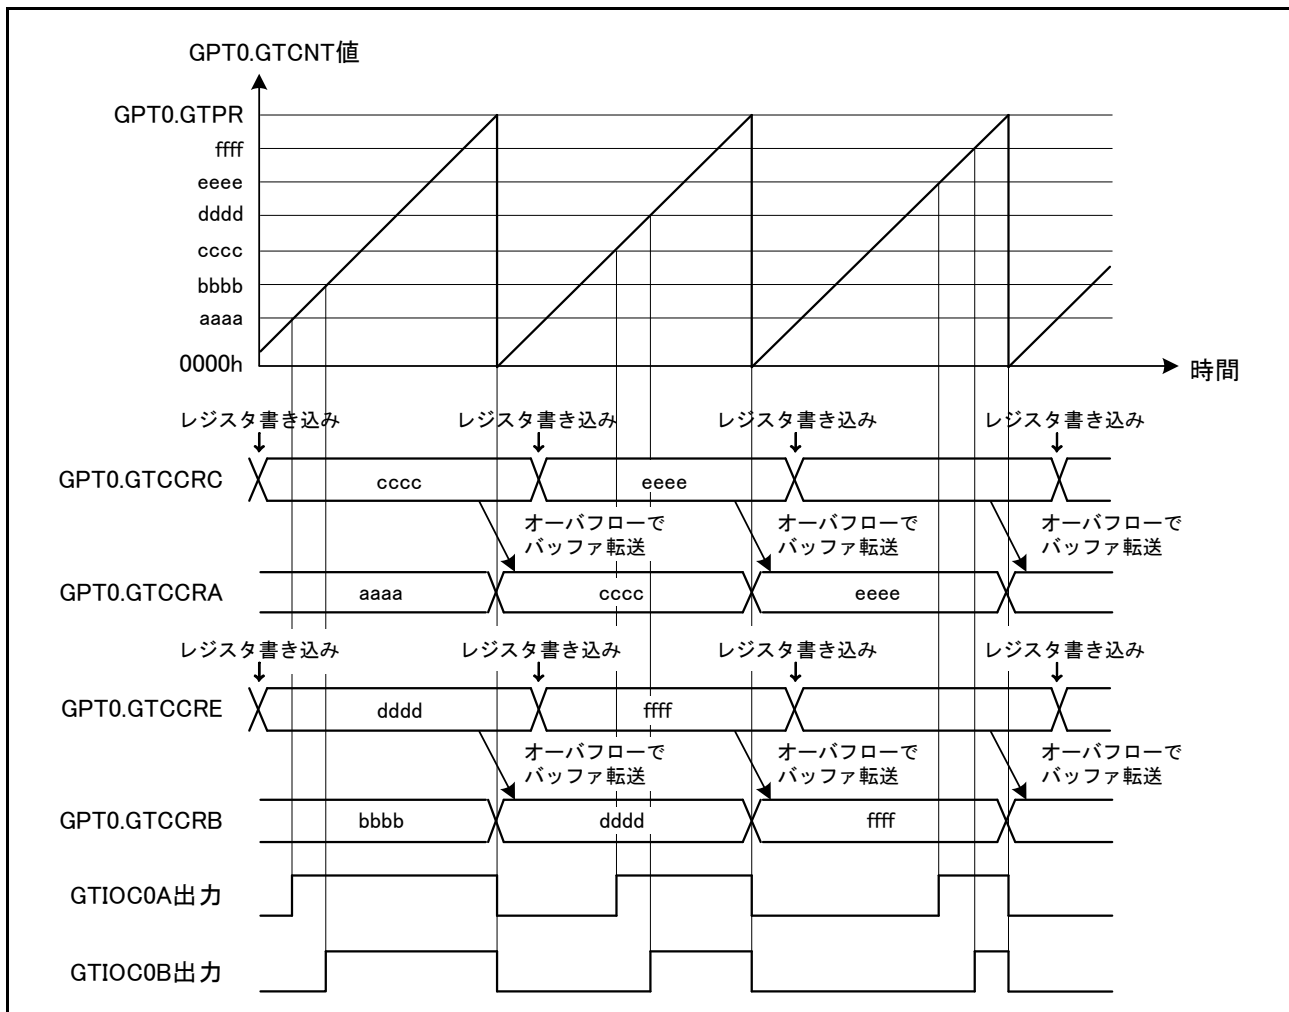 GPT0.GTCNT値
GPT0.GTPR
ffff
eeee
dddd
cccc
bbbb
aaaa
0000h
時間
レジスタ書き込み レジスタ書き込み レジスタ書き込み レジスタ書き込み
GPT0.GTCCRC cccc eeee
オーバフローで オーバフローで オーバフローで
バッファ転送 バッファ転送 バッファ転送
GPT0.GTCCRA aaaa cccc eeee
レジスタ書き込み レジスタ書き込み レジスタ書き込み レジスタ書き込み
GPT0.GTCCRE dddd ffff
オーバフローで オーバフローで オーバフローで
バッファ転送 バッファ転送 バッファ転送
GPT0.GTCCRB bbbb dddd ffff
GTIOC0A出力
GTIOC0B出力